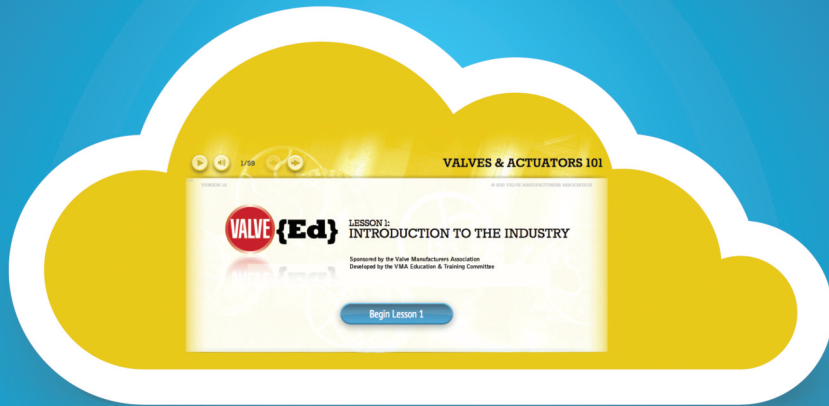 1/59
VALVES & ACTUATORS 101
VALVE {Ed}
LESSON 1:
INTRODUCTION TO THE INDUSTRY
Sponsored by the Valve Manufacturers Association
Developed by the VMA Education & Training Committee
Begin Lesson 1